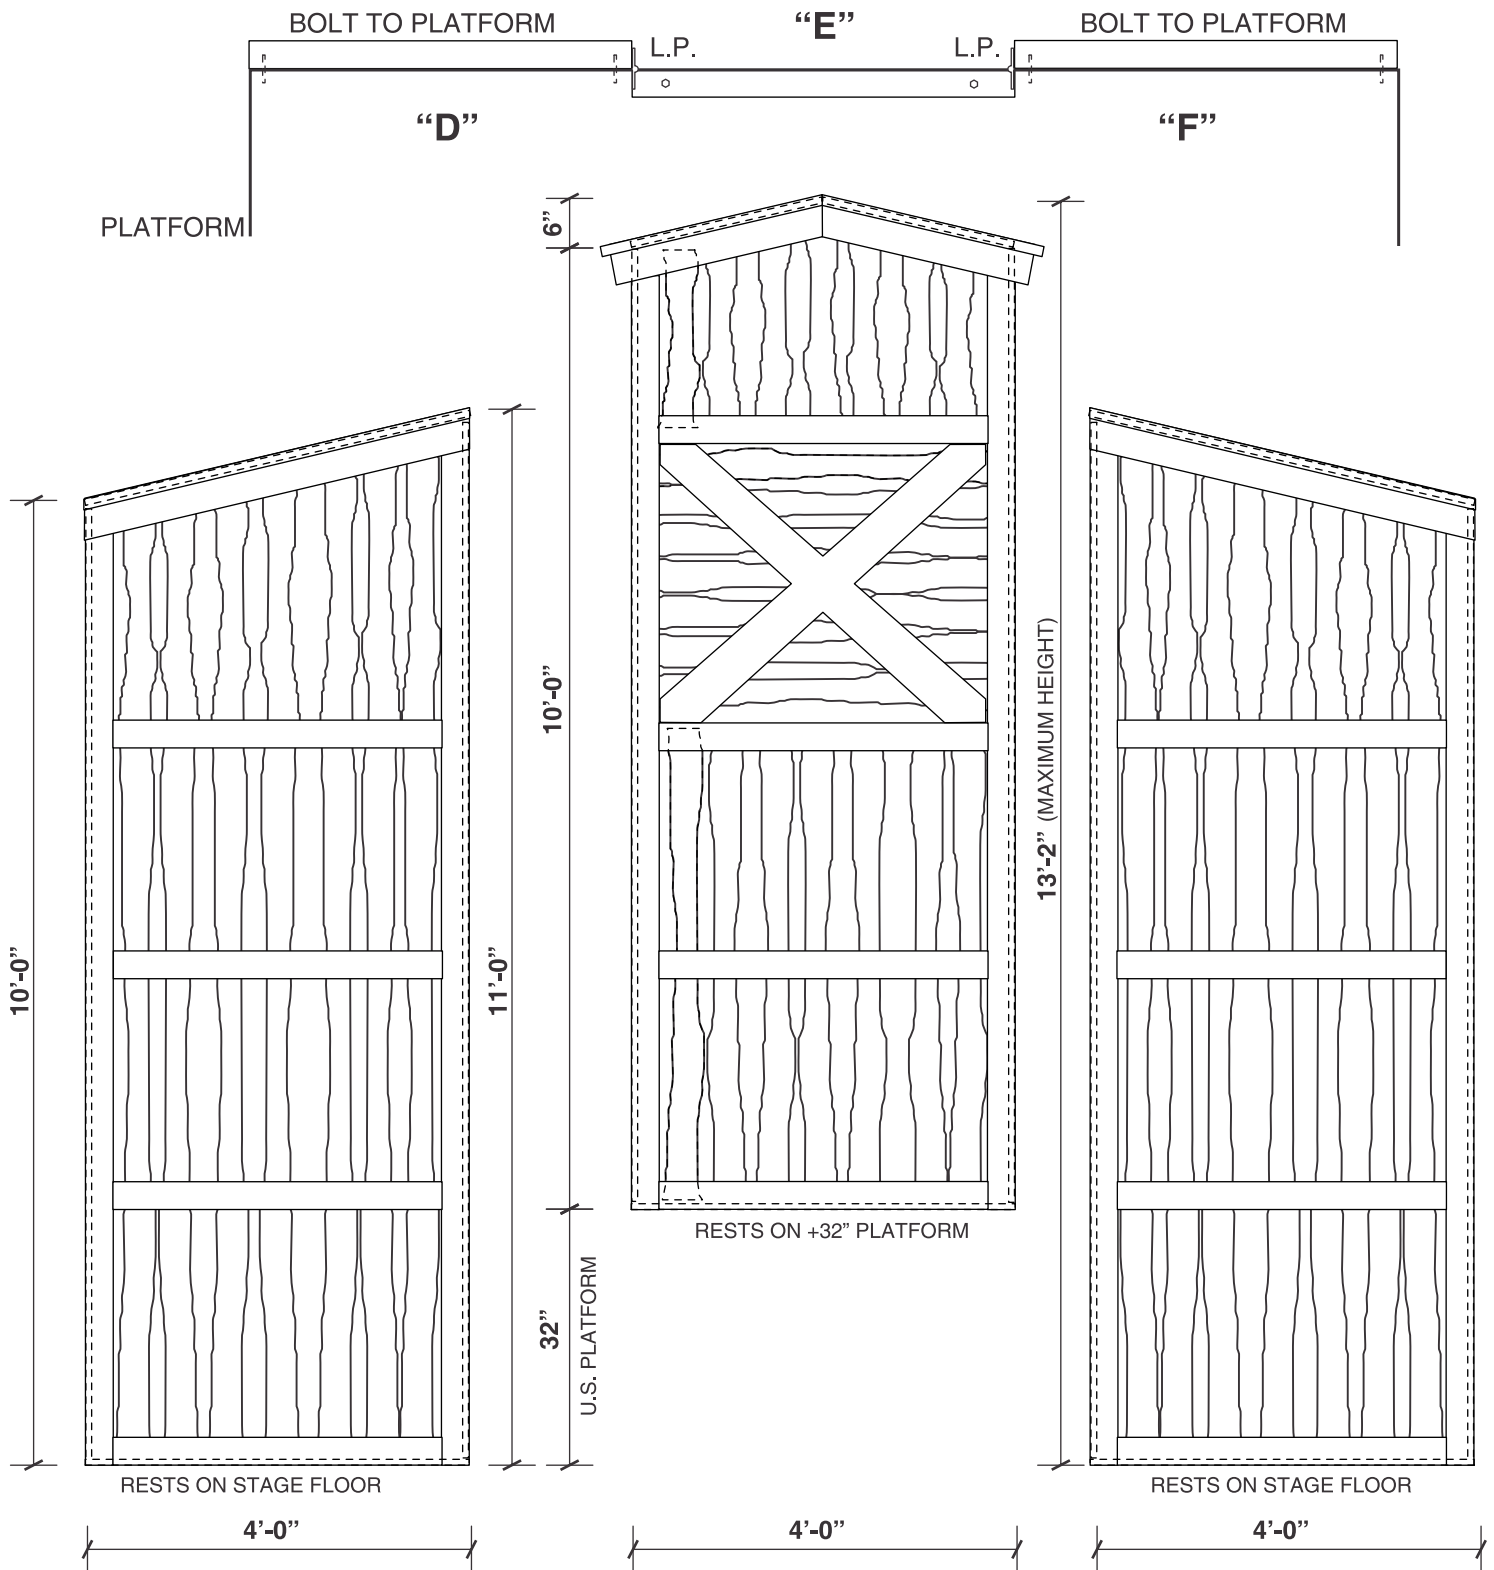 BOLT TO PLATFORM
“E”
BOLT TO PLATFORM
L.P.
L.P.
“D”
“F”
PLATFORM
6”
10’-0”
11’-0”
10’-0”
13’-2” (MAXIMUM HEIGHT)
32”
U.S. PLATFORM
RESTS ON +32” PLATFORM
RESTS ON STAGE FLOOR
RESTS ON STAGE FLOOR
4’-0”
4’-0”
4’-0”